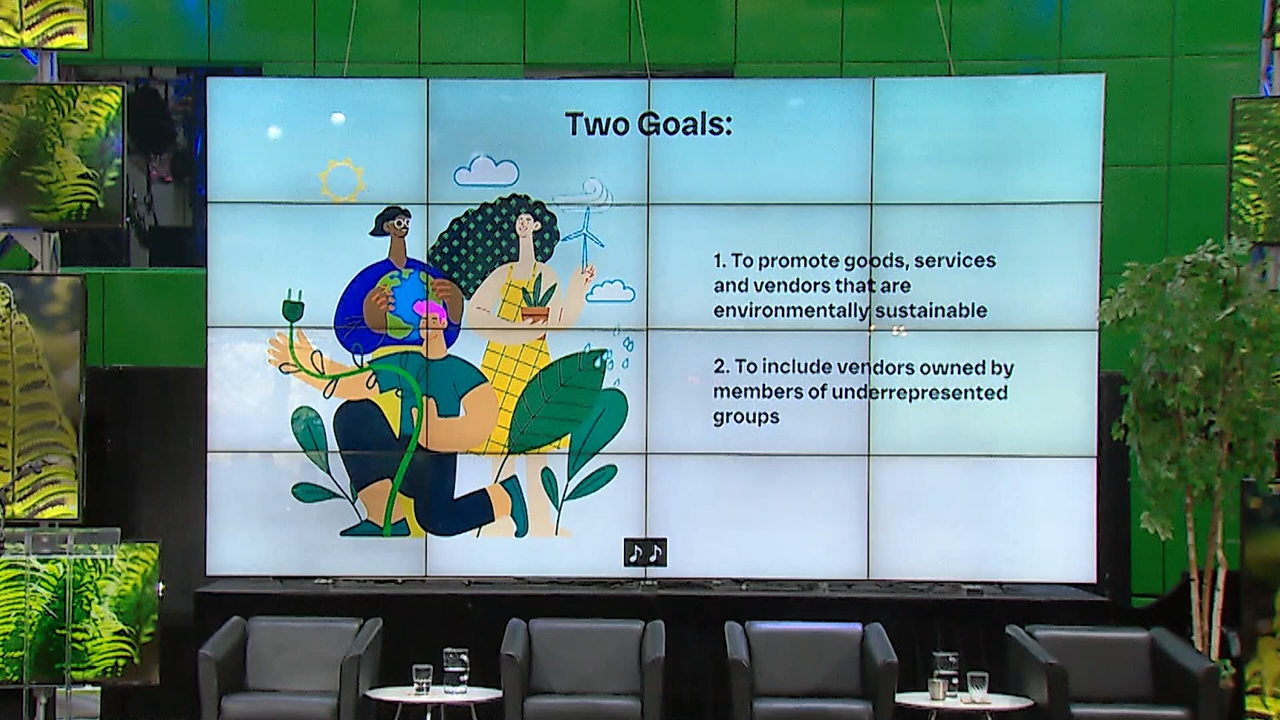 Two Goals:
1. To promote goods, services
and vendors that are
environmentally sustainable
2. To include vendors owned by
members of underrepresented
groups
♪ ♪